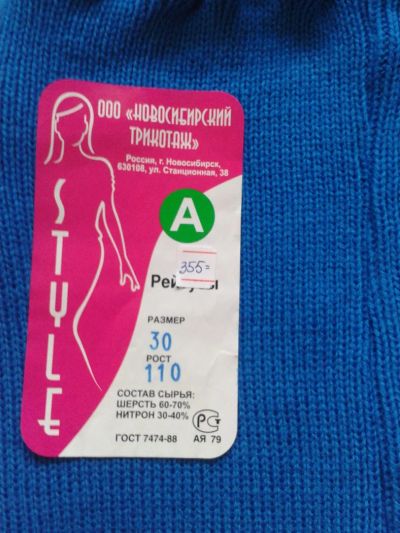 ООО «НОВОСИБИРСКИЙ
ТРИКОТАЖ»
Россия, г. Новосибирск,
630108, ул. Станционная, 38
STYLE
А
355=
РАЗМЕР
30
РОСТ
110
СОСТАВ СЫРЬЯ:
ШЕРСТЬ 60-70%
НИТРОН 30-40%
ГОСТ 7474-88
АЯ 79